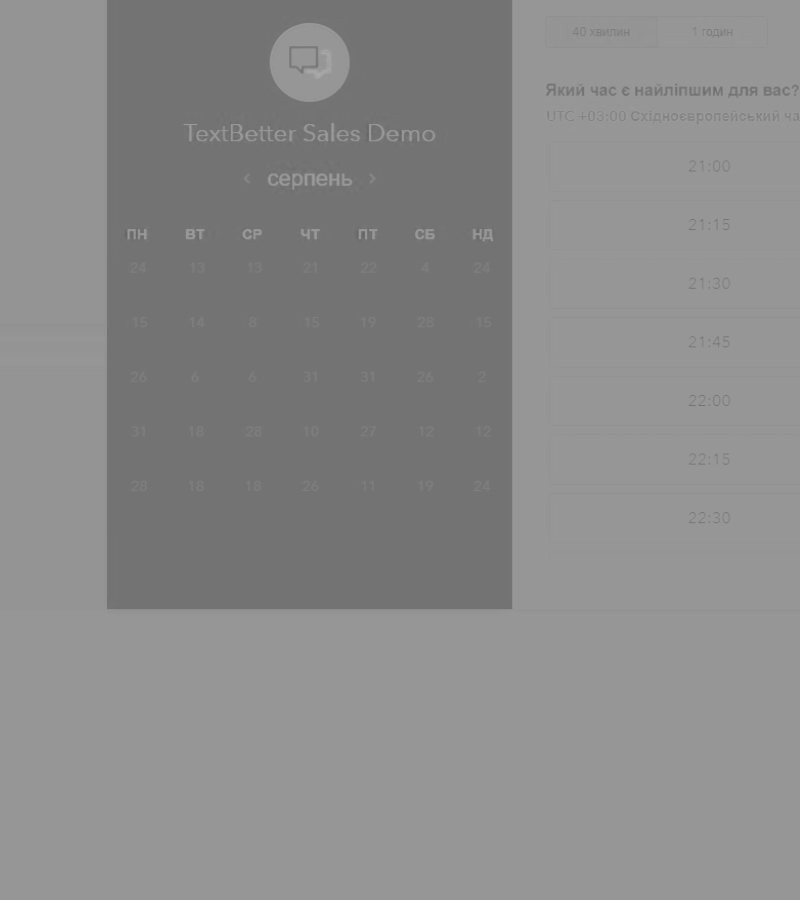 TextBetter Sales Demo
‹ серпень ›
ПН ВТ СР ЧТ ПТ СБ НД
24 13 13 21 22 4 24
15 14 8 15 19 28 15
26 6 6 31 31 26 2
31 18 28 10 27 12 12
28 18 18 26 11 19 24
40 хвилин 1 годин
Який час є найліпшим для вас?
UTC +03:00 Східноєвропейський ча
21:00
21:15
21:30
21:45
22:00
22:15
22:30